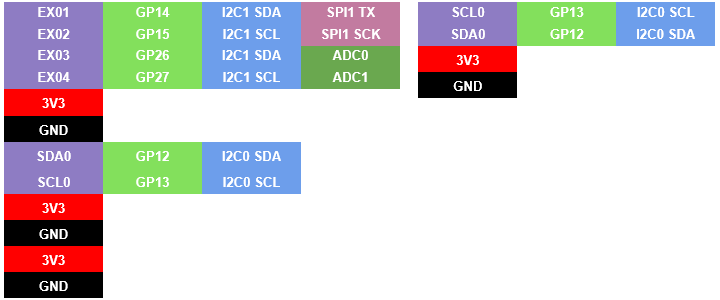 EX01 GP14 I2C1 SDA SPI1 TX
EX02 GP15 I2C1 SCL SPI1 SCK
EX03 GP26 I2C1 SDA ADC0
EX04 GP27 I2C1 SCL ADC1
3V3
GND
SDA0 GP12 I2C0 SDA
SCL0 GP13 I2C0 SCL
3V3
GND
3V3
GND
SCL0 GP13 I2C0 SCL
SDA0 GP12 I2C0 SDA
3V3
GND